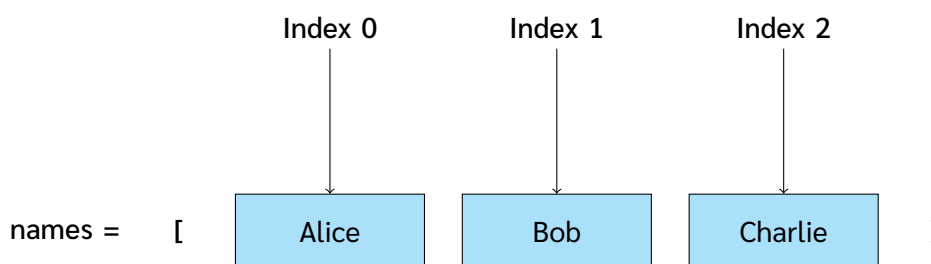 Index 0 Index 1 Index 2
names = [ Alice Bob Charlie